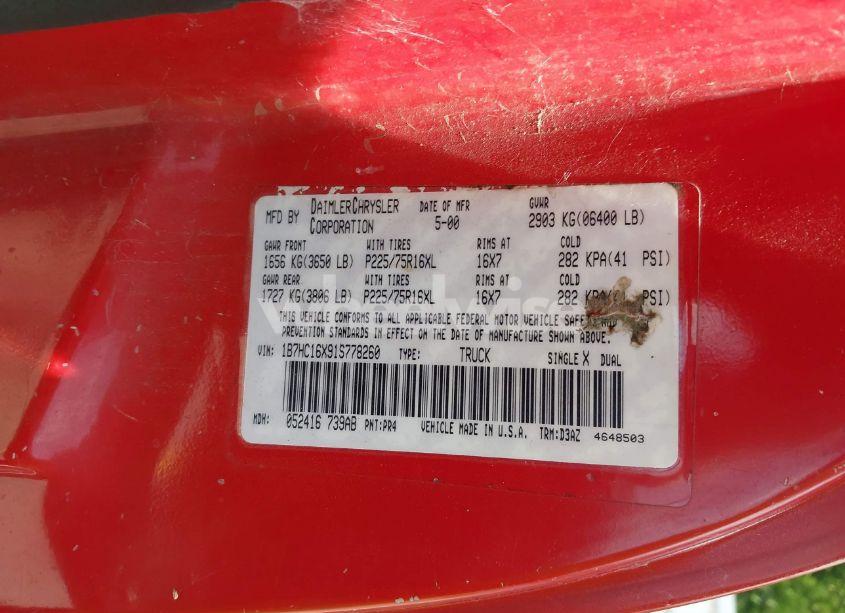 MFD BY DAIMLERCHRYSLER CORPORATION DATE OF MFR 5-00 GVWR 2903 KG(06400 LB)
GAWR FRONT WITH TIRES RIMS AT COLD
1656 KG(3650 LB) P225/75R16XL 16X7 282 KPA(41 PSI)
GAWR REAR WITH TIRES RIMS AT COLD
1727 KG(3806 LB) P225/75R16XL 16X7 282 KPA( PSI)
THIS VEHICLE CONFORMS TO ALL APPLICABLE FEDERAL MOTOR VEHICLE
PREVENTION STANDARDS IN EFFECT ON THE DATE OF MANUFACTURE SHOWN ABOVE.
VIN: 1B7HC16X91S778260 TYPE: TRUCK SINGLE X DUAL
MDH: 052416 739AB PNT:PR4 VEHICLE MADE IN U.S.A. TRM:D3AZ 4648503